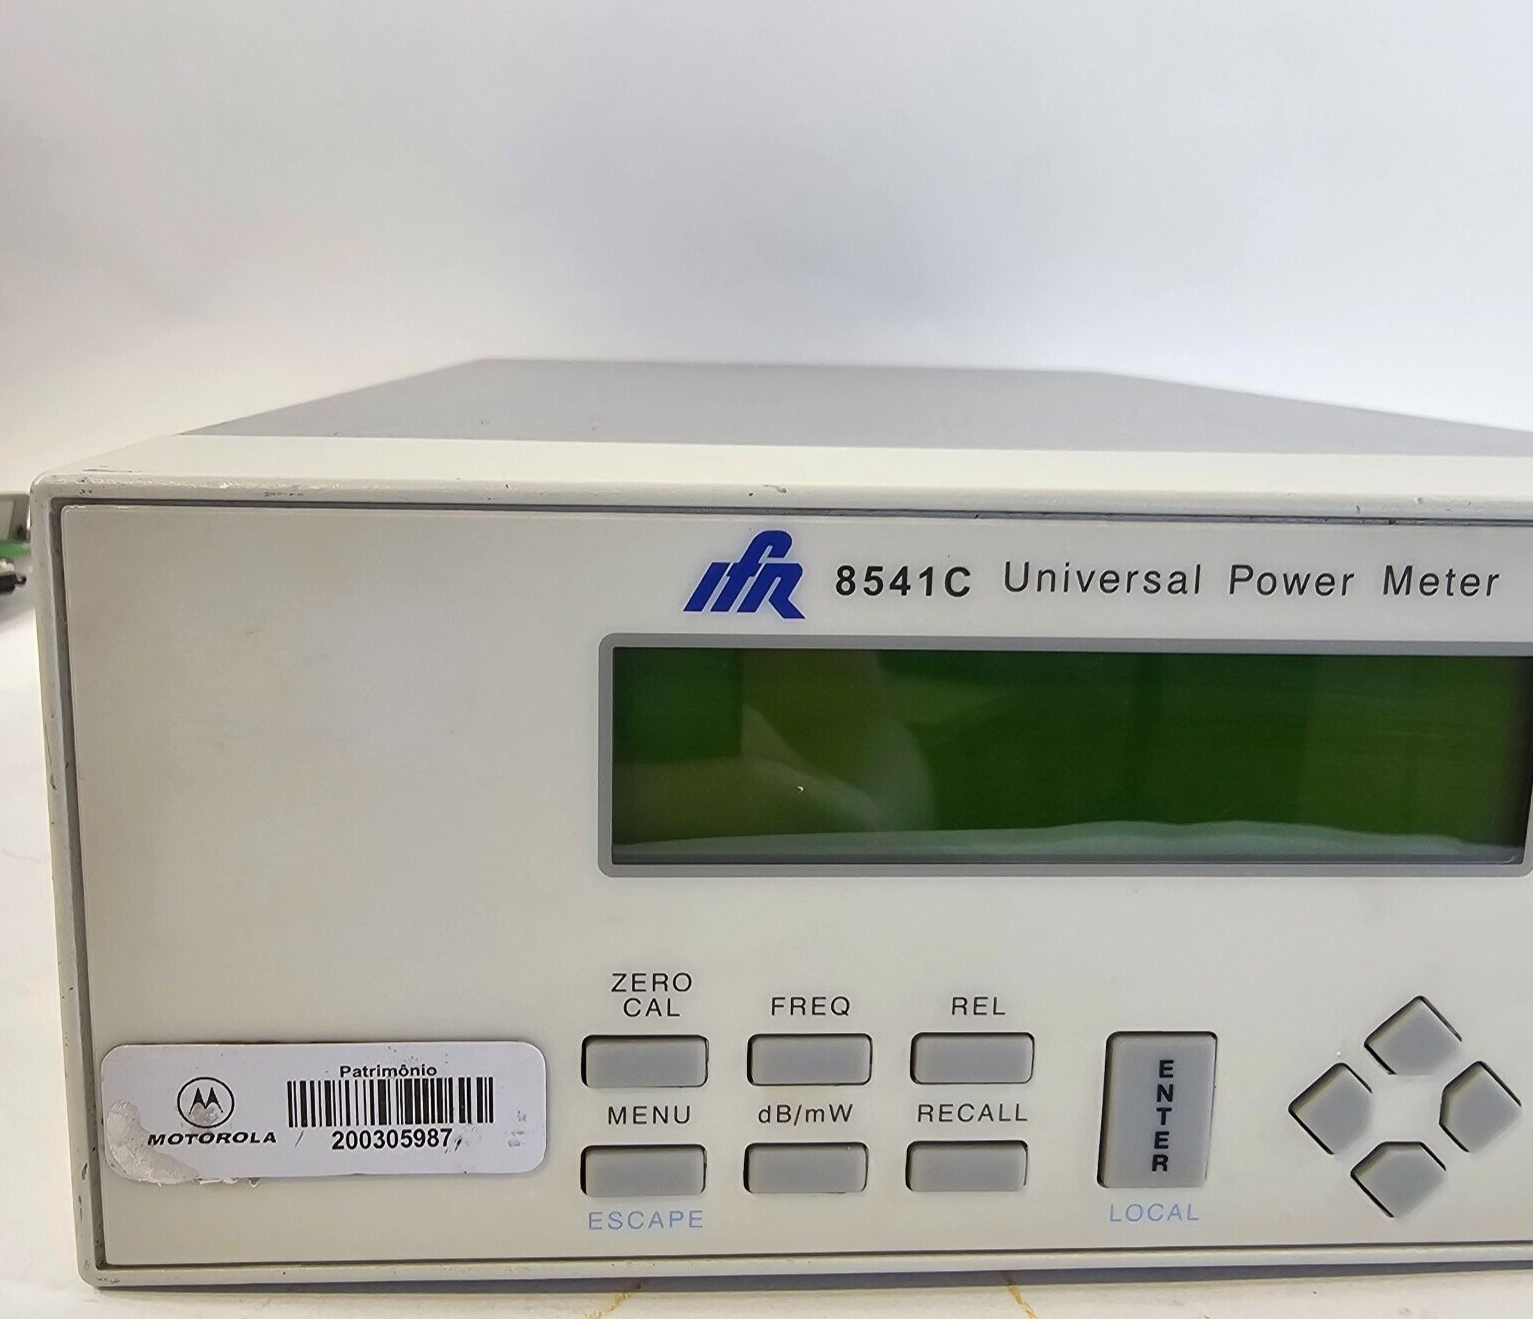 IFR 8541C Universal Power Meter
ZERO
CAL
FREQ
REL
MENU
dB/mW
RECALL
ESCAPE
ENTER
LOCAL
Patrimônio
MOTOROLA
200305987